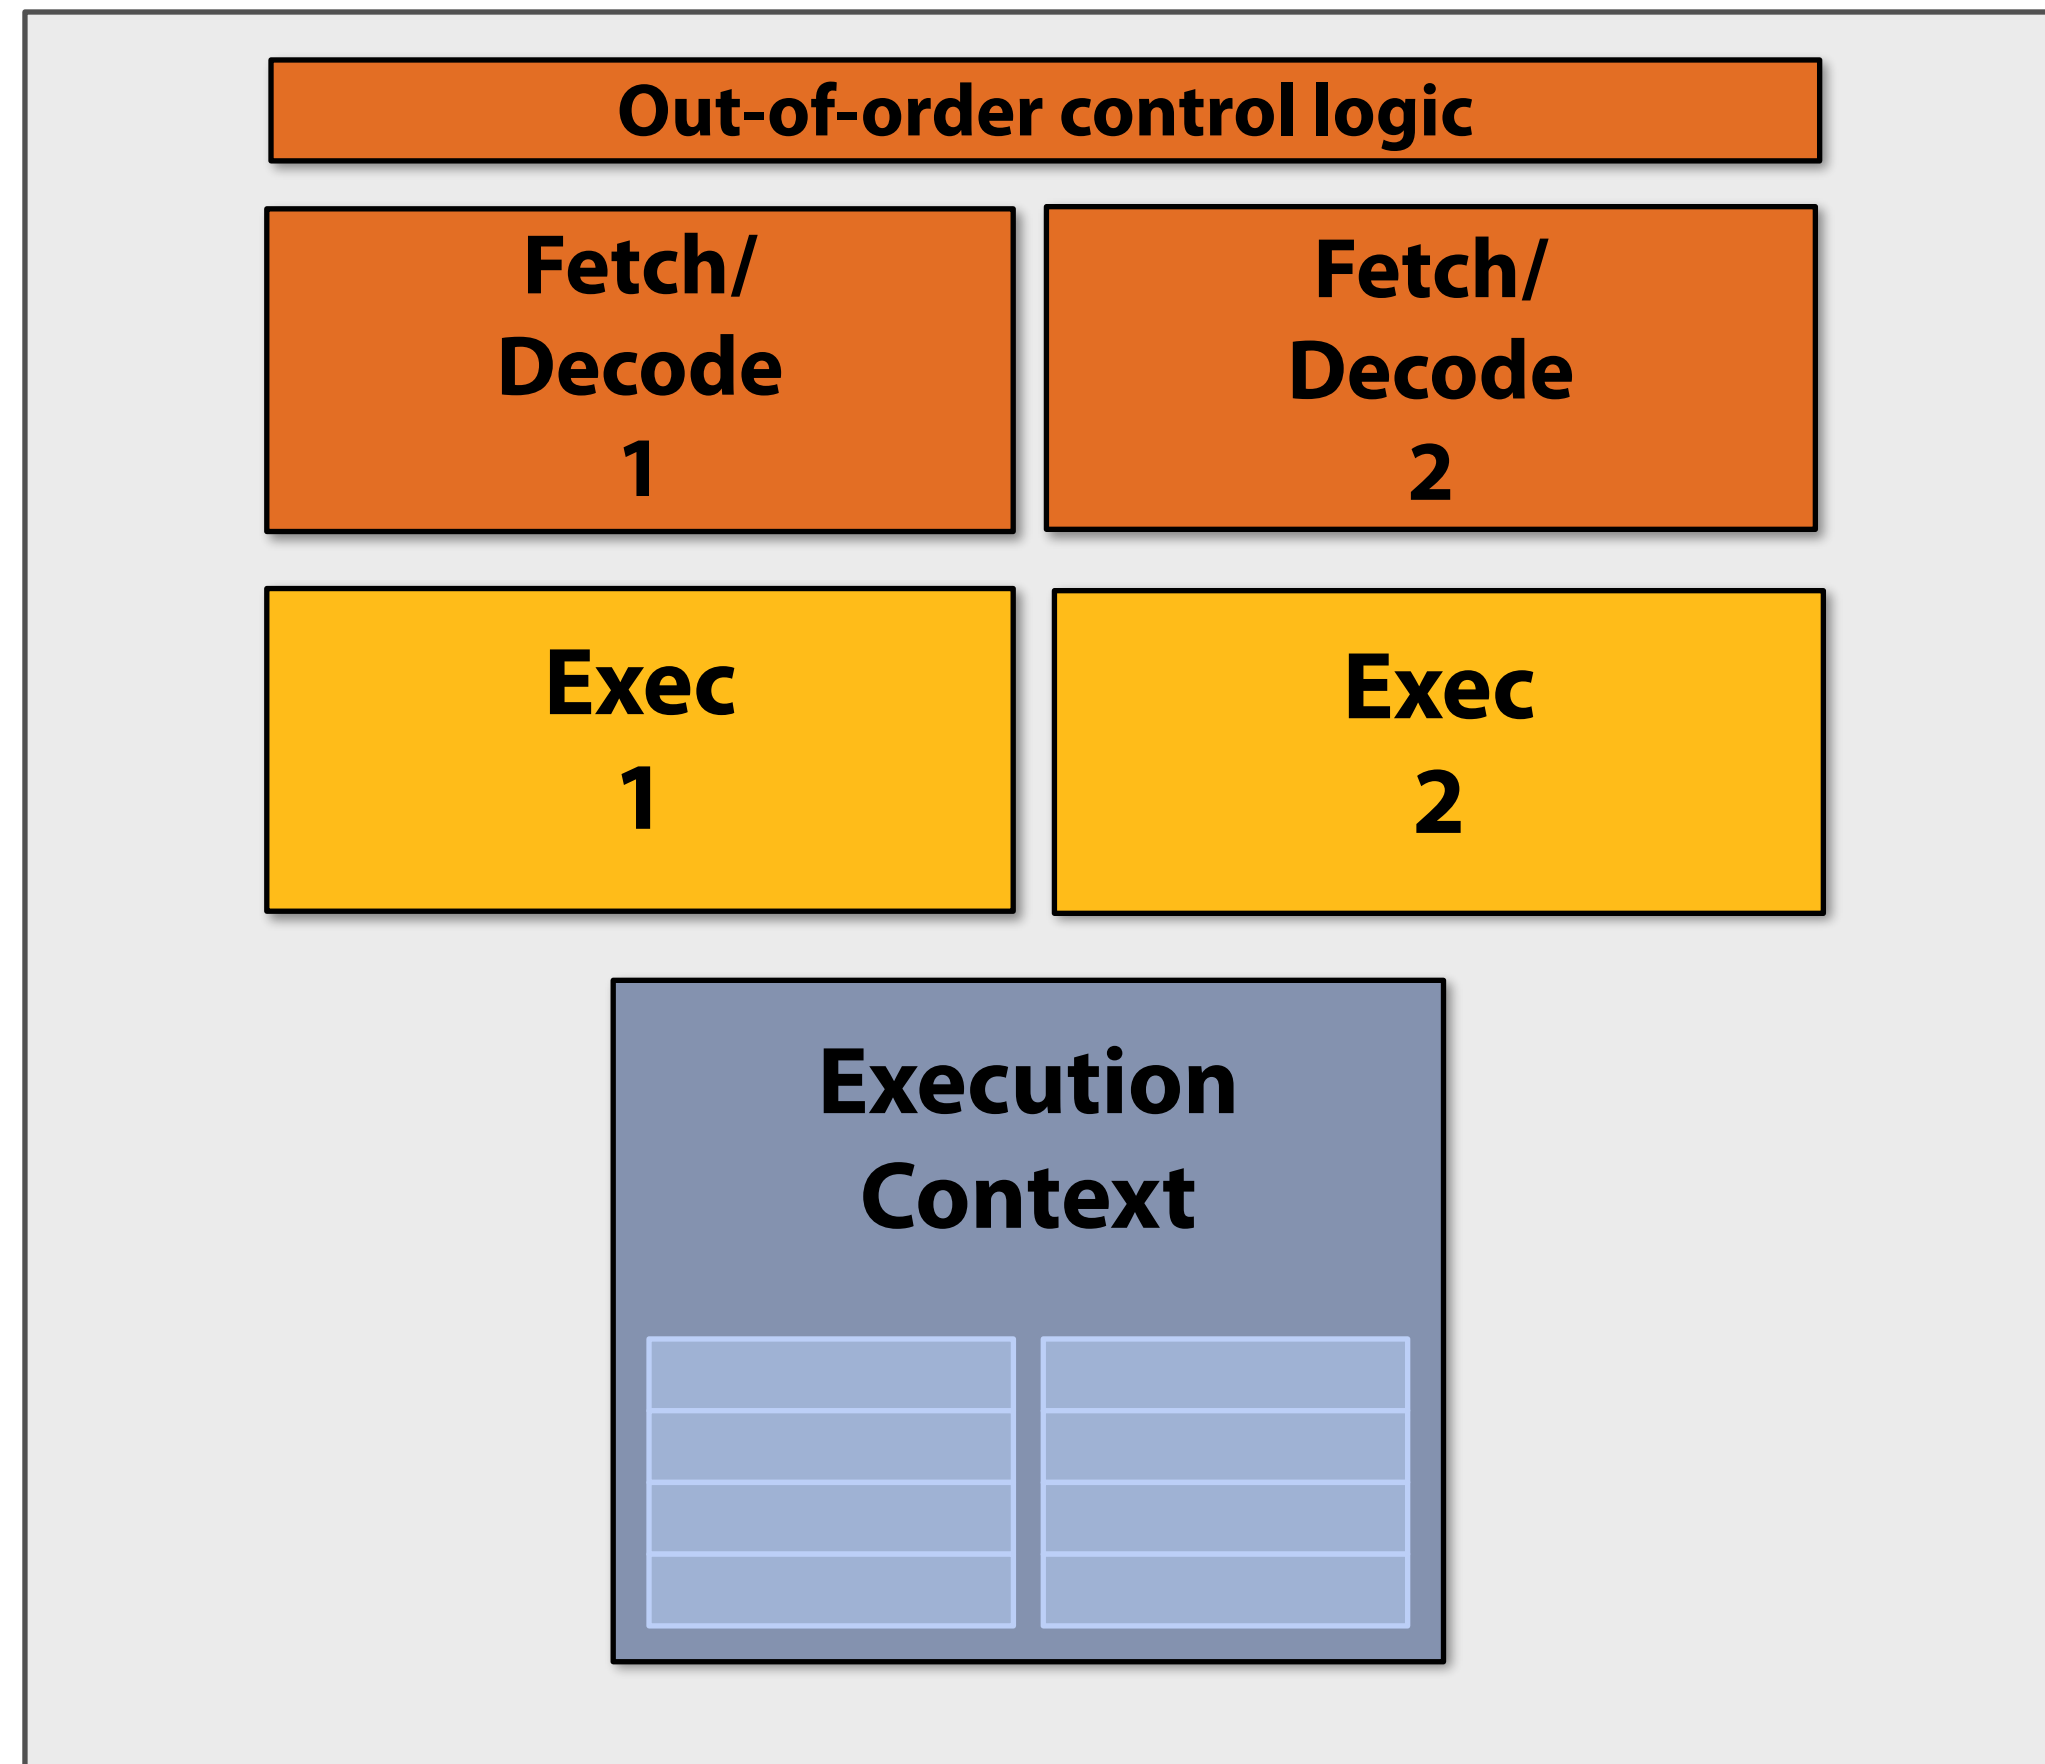 Out-of-order control logic
Fetch/
Decode
1
Fetch/
Decode
2
Exec
1
Exec
2
Execution
Context